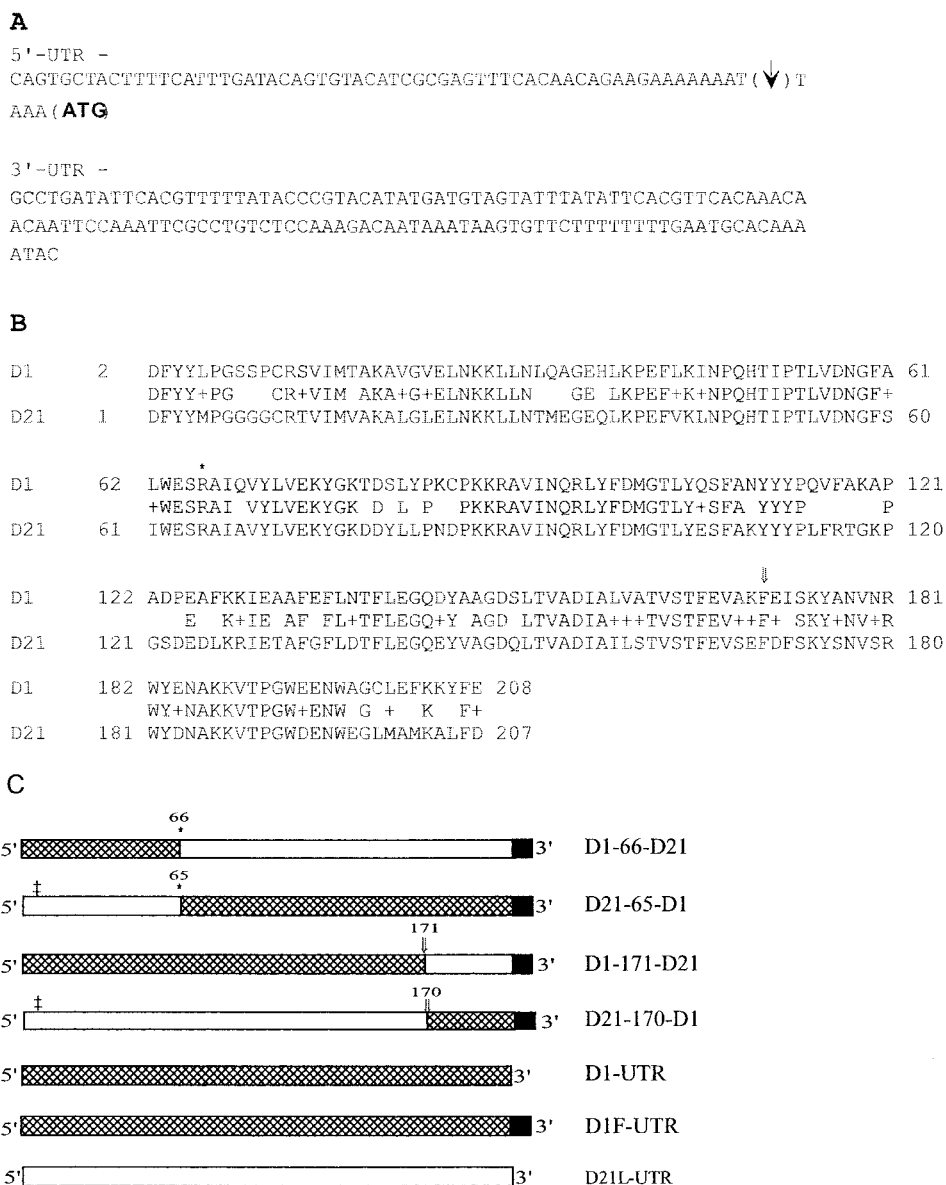 A
5'-UTR -
CAGTGCTACTTTTTCATTTGATACAGTGTACATCGCGAGTTTCACAACAGAAGAAAAAAAT(↓)T
AAA(ATG)
3'-UTR -
GCCTGATATTCACGTTTTTATACCCGTACATATGATGTAGTATTTATATTCACGTTCACAAACA
ACAATTCCAAATTCGCCTGTCTCCAAAGACAATAAATAAGTGTTCTTTTTTTTGAATGCACAAA
ATAC
B
D1 2 DFYYLPGSSPCRSVIMTAKAVGVELNKKLLNLQAGEHLKPEFLKINPQHTIPTLVDNGFA 61
DFYY+PG CR+VIM AKA+G+ELNKKLLN GE LKPEF+K+NPQHTIPTLVDNGF+
D21 1 DFYYMPGGGGCRTVIMVAKALGLELNKKLLNTMEGEQLKPEFVKLNPQHTIPTLVDNGFS 60
*
D1 62 LWESRAIQVYLVEKYGKTDSLYPKCPKKRAVINQRLYFDMGTLYQSFANYYYPQVFAKAP 121
+WESRAI VYLVEKYGK D L P PKKRAVINQRLYFDMGTLY+SFA YYYP P
D21 61 IWESRAIAVYLVEKYGKDDYLLPNDPKKRAVINQRLYFDMGTLYESFAKYYYPLFRTGKP 120
⇓
D1 122 ADPEAFKKIEAAFEFLNTFLEGQDYAAGDSLTVADIALVATVSTFEVAKFEISKYANVNR 181
E K+IE AF FL+TFLEGQ+Y AGD LTVADIA+++TVSTFEV++F+ SKY+NV+R
D21 121 GSDEDLKRIETAFGFLDTFLEGQEYVAGDQLTVADIAILSTVSTFEVSEFDFSKYSNVSR 180
D1 182 WYENAKKVTPGWEENWAGCLEFKKYFE 208
WY+NAKKVTPGW+ENW G + K F+
D21 181 WYDNAKKVTPGWDENWEGLMAMKALFD 207
C
66
*
5' 3' D1-66-D21
‡ 65
*
5' 3' D21-65-D1
171
⇓
5' 3' D1-171-D21
‡ 170
⇓
5' 3' D21-170-D1
5' 3' D1-UTR
5' 3' D1F-UTR
5' 3' D21L-UTR